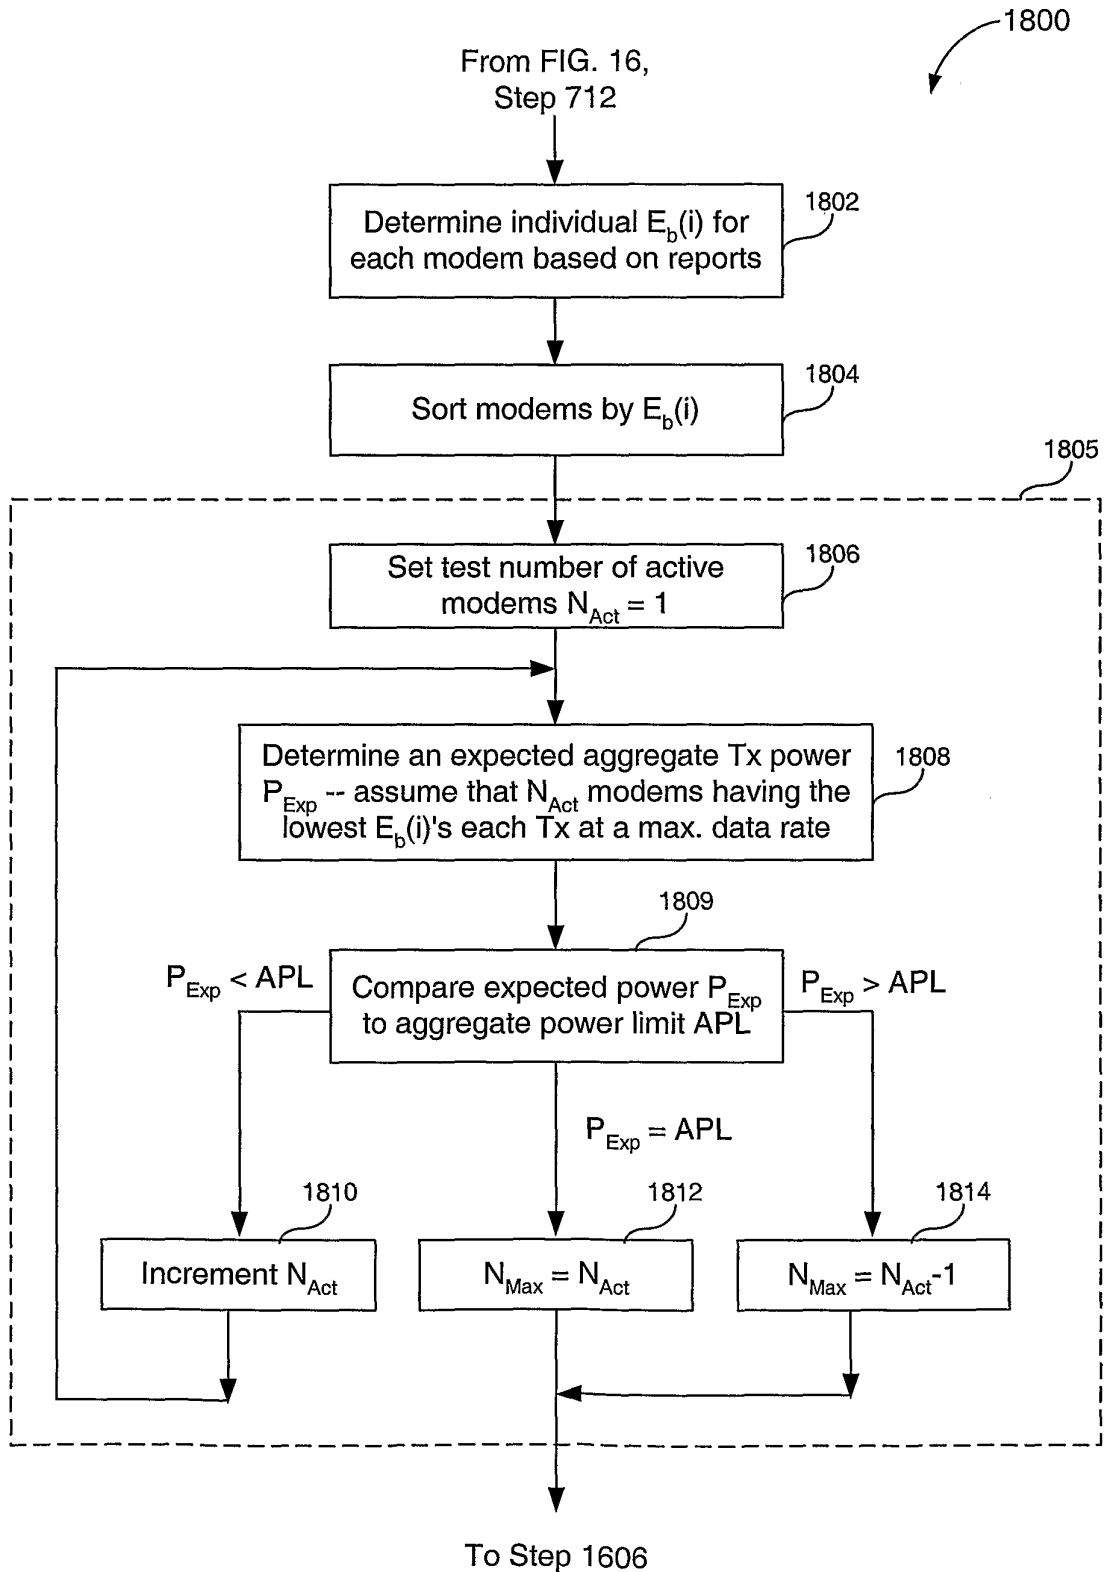 1800
From FIG. 16,
Step 712
1802
Determine individual E_b(i) for
each modem based on reports
1804
Sort modems by E_b(i)
1805
1806
Set test number of active
modems N_Act = 1
1808
Determine an expected aggregate Tx power
P_Exp -- assume that N_Act modems having the
lowest E_b(i)'s each Tx at a max. data rate
1809
P_Exp < APL
Compare expected power P_Exp
to aggregate power limit APL
P_Exp > APL
P_Exp = APL
1810
1812
1814
Increment N_Act
N_Max = N_Act
N_Max = N_Act-1
To Step 1606